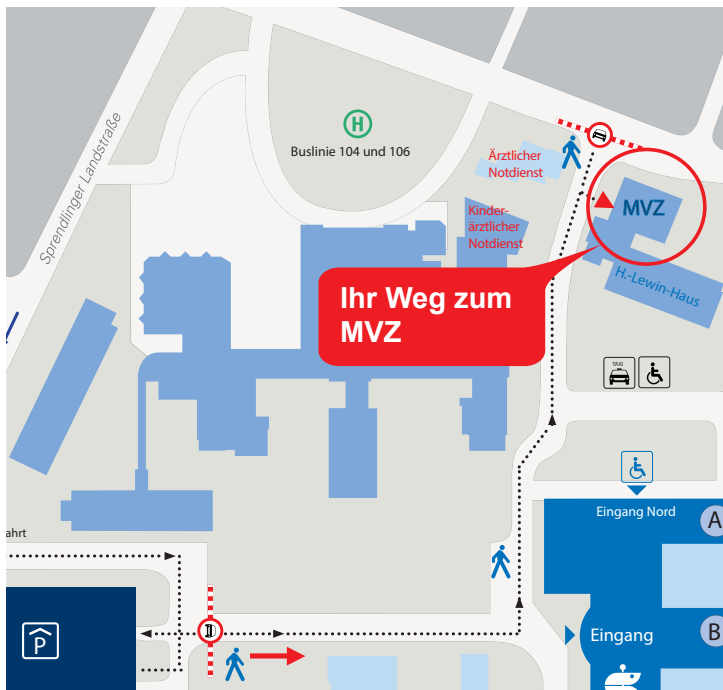 Sprendlinger Landstraße
H
Buslinie 104 und 106
Ärztlicher
Notdienst
Kinder-
ärztlicher
Notdienst
MVZ
H.-Lewin-Haus
Ihr Weg zum
MVZ
TAXI
Eingang Nord
A
ahrt
B
Eingang
P